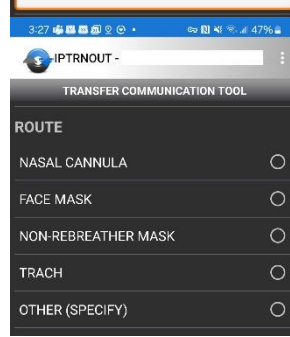 3:27 47%
IPTRNOUT -
TRANSFER COMMUNICATION TOOL
ROUTE
NASAL CANNULA
FACE MASK
NON-REBREATHER MASK
TRACH
OTHER (SPECIFY)